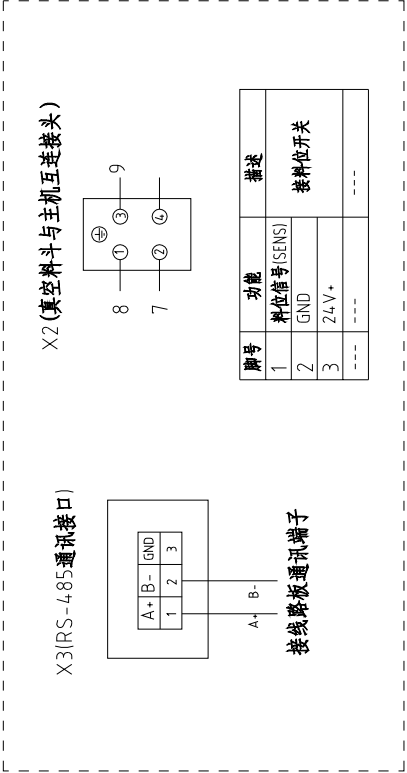 X3(RS-485通讯接口)
A+ B- GND
1 2 3
A+ B-
接线路板通讯端子
X2(真空料斗与主机互连接头)
8 1 3 9
7 2 4
脚号 功能 描述
1 料位信号(SENS) 接料位开关
2 GND
3 24V+
--- --- ---